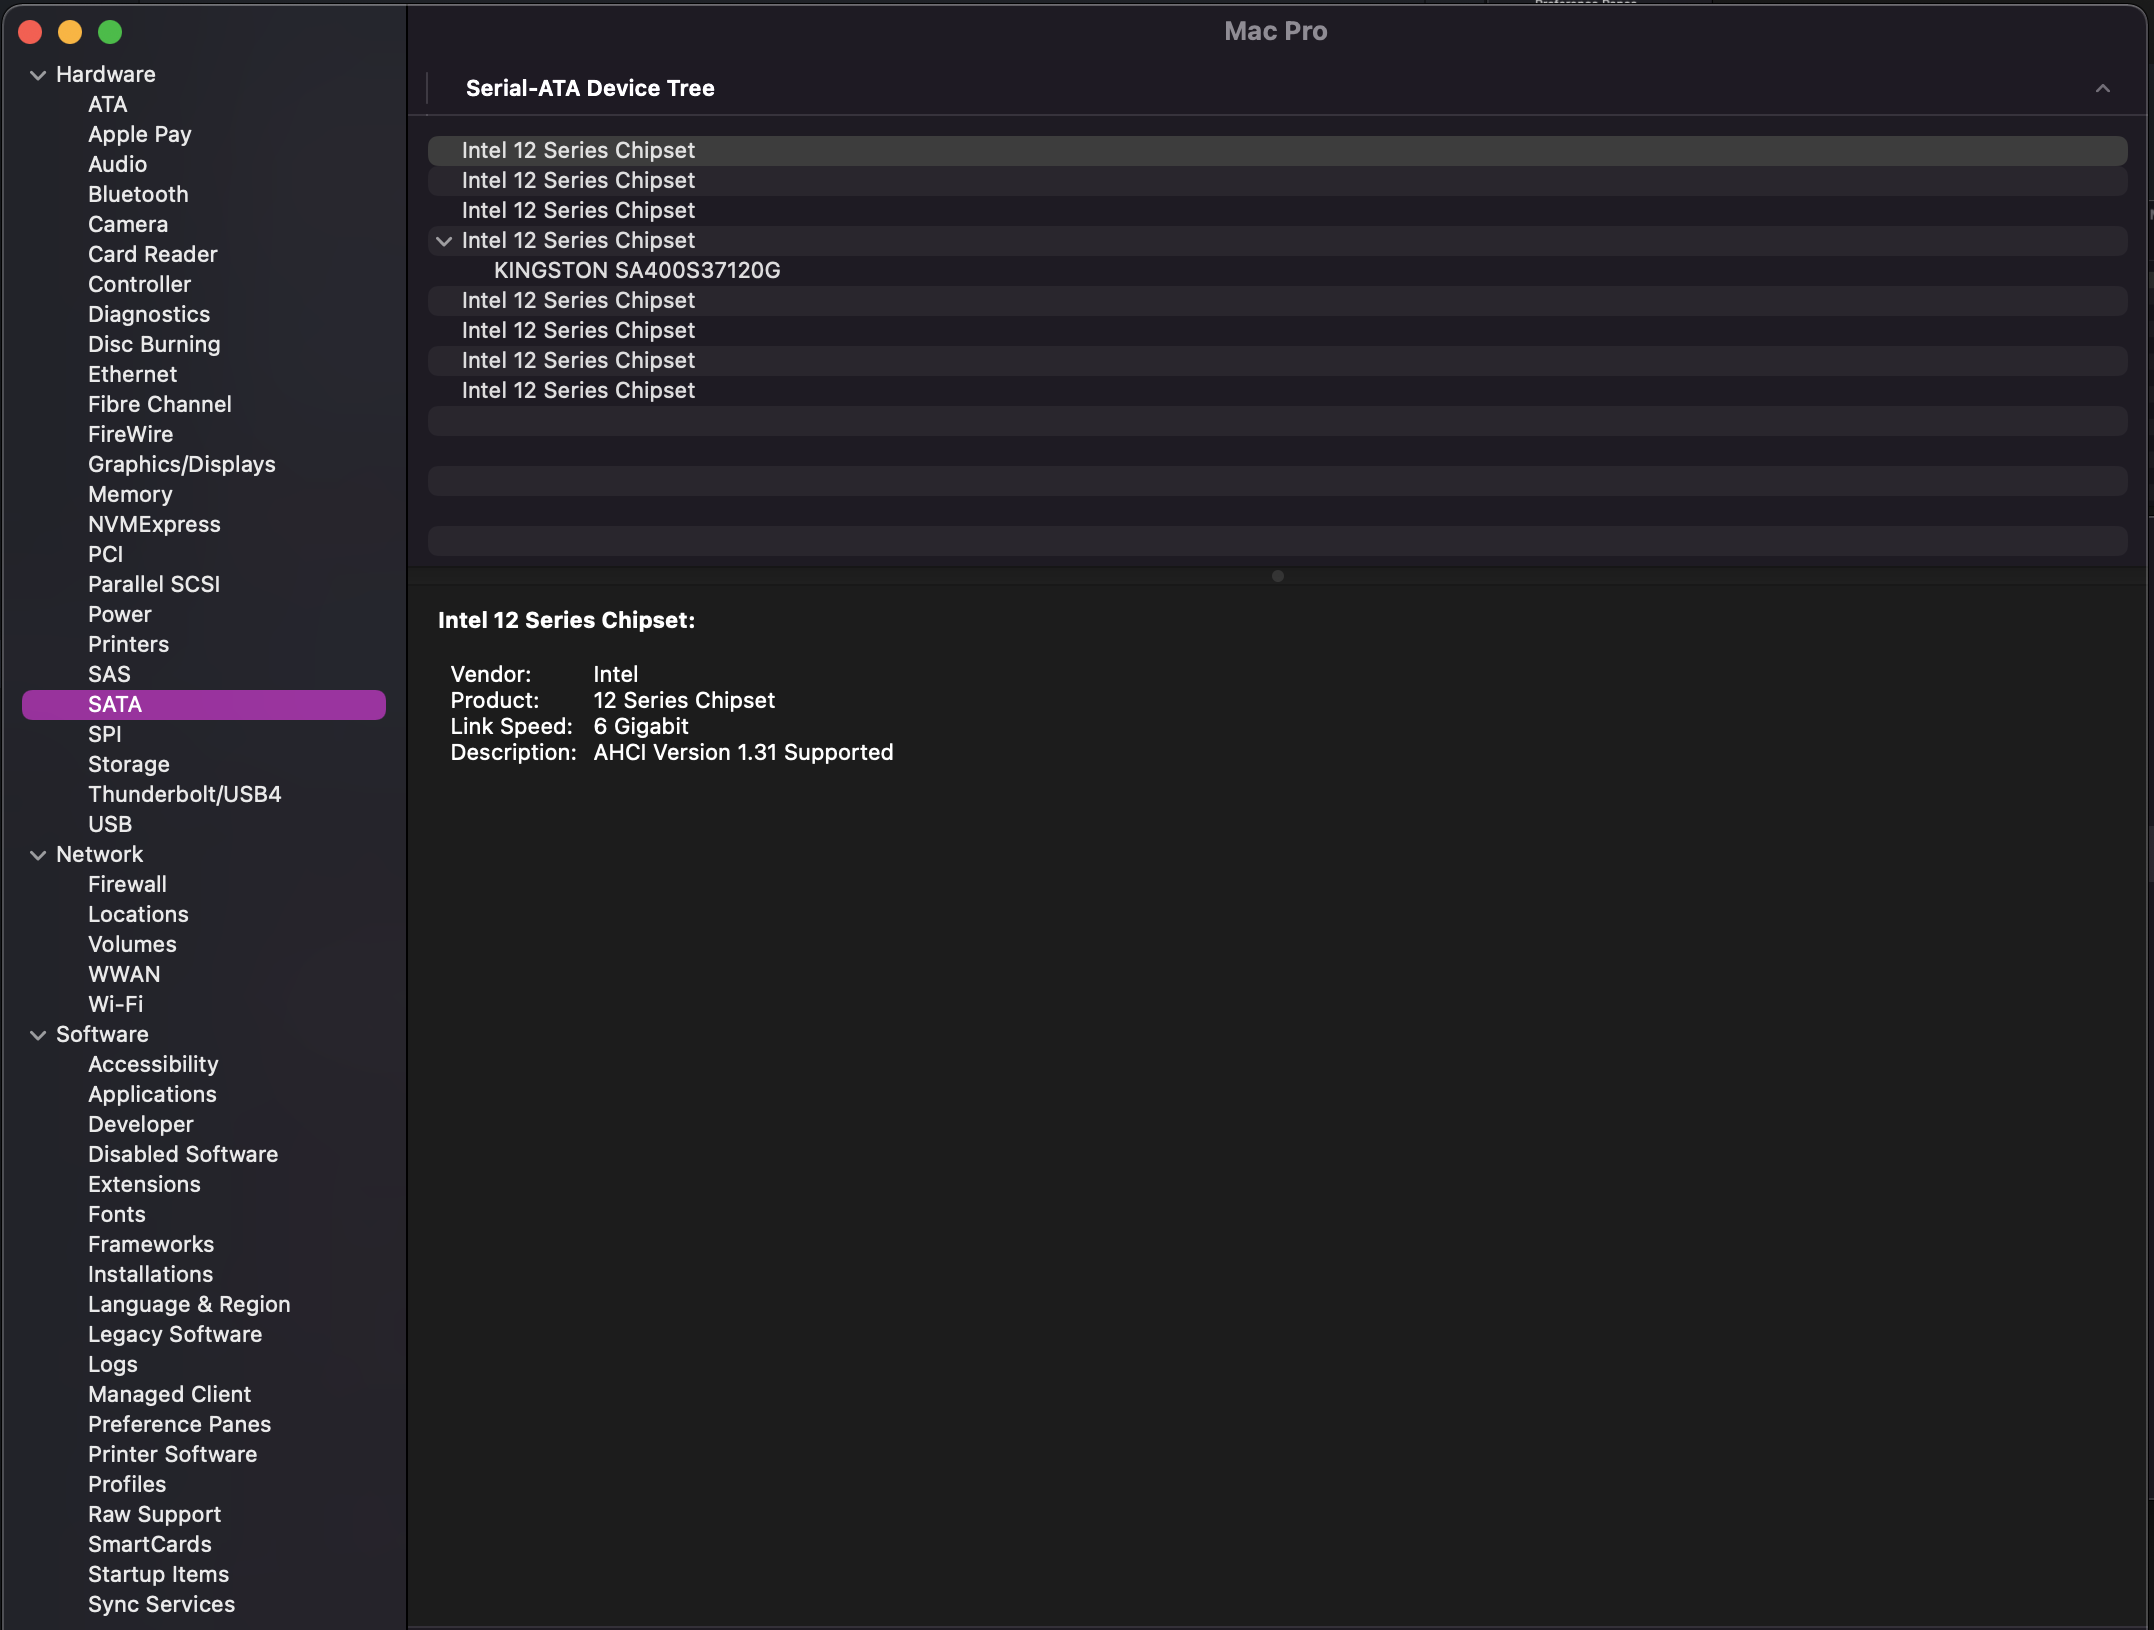 Mac Pro
Hardware
ATA
Apple Pay
Audio
Bluetooth
Camera
Card Reader
Controller
Diagnostics
Disc Burning
Ethernet
Fibre Channel
FireWire
Graphics/Displays
Memory
NVMExpress
PCI
Parallel SCSI
Power
Printers
SAS
SATA
SPI
Storage
Thunderbolt/USB4
USB
Network
Firewall
Locations
Volumes
WWAN
Wi-Fi
Software
Accessibility
Applications
Developer
Disabled Software
Extensions
Fonts
Frameworks
Installations
Language & Region
Legacy Software
Logs
Managed Client
Preference Panes
Printer Software
Profiles
Raw Support
SmartCards
Startup Items
Sync Services
Serial-ATA Device Tree
Intel 12 Series Chipset
Intel 12 Series Chipset
Intel 12 Series Chipset
Intel 12 Series Chipset
KINGSTON SA400S37120G
Intel 12 Series Chipset
Intel 12 Series Chipset
Intel 12 Series Chipset
Intel 12 Series Chipset
Intel 12 Series Chipset:
Vendor: Intel
Product: 12 Series Chipset
Link Speed: 6 Gigabit
Description: AHCI Version 1.31 Supported